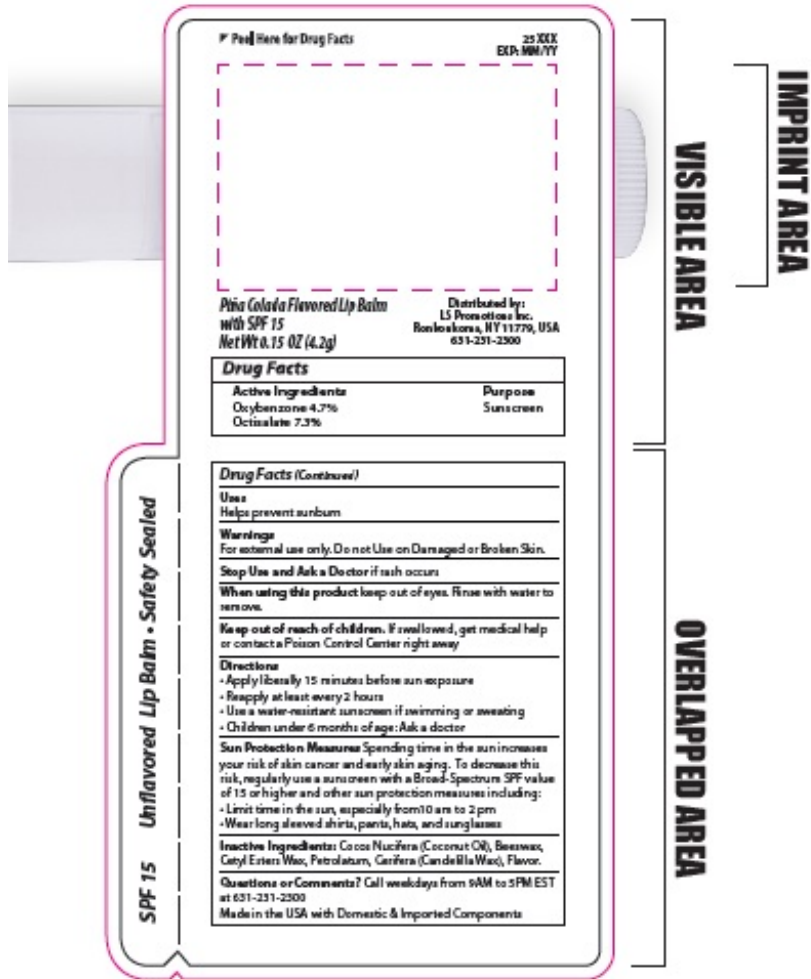 Peel Here for Drug Facts
25XXX
EXP: MM/YY
Piña Colada Flavored Lip Balm
with SPF 15
Net Wt 0.15 OZ (4.2g)
Distributed by:
LS Promotions Inc.
Ronkonkoma, NY 11779, USA
631-231-2300
Drug Facts
Active Ingredients
Purpose
Oxybenzone 4.7%
Sunscreen
Octisalate 7.3%
Drug Facts (Continued)
Uses
Helps prevent sunburn
Warnings
For external use only. Do not Use on Damaged or Broken Skin.
Stop Use and Ask a Doctor if rash occurs
When using this product keep out of eyes. Rinse with water to
remove.
Keep out of reach of children. If swallowed, get medical help
or contact a Poison Control Center right away
Directions
• Apply liberally 15 minutes before sun exposure
• Reapply at least every 2 hours
• Use a water-resistant sunscreen if swimming or sweating
• Children under 6 months of age: Ask a doctor
Sun Protection Measures Spending time in the sun increases
your risk of skin cancer and early skin aging. To decrease this
risk, regularly use a sunscreen with a Broad-Spectrum SPF value
of 15 or higher and other sun protection measures including:
• Limit time in the sun, especially from10 am to 2 pm
• Wear long sleeved shirts, pants, hats, and sunglasses
Inactive Ingredients: Cocos Nucifera (Coconut Oil), Beeswax,
Cetyl Esters Wax, Petrolatum, Cerifera (Candelilla Wax), Flavor.
Questions or Comments? Call weekdays from 9AM to 5PM EST
at 631-231-2300
Made in the USA with Domestic & Imported Components
SPF 15 Unflavored Lip Balm • Safety Sealed
IMPRINT AREA
VISIBLE AREA
OVERLAPPED AREA